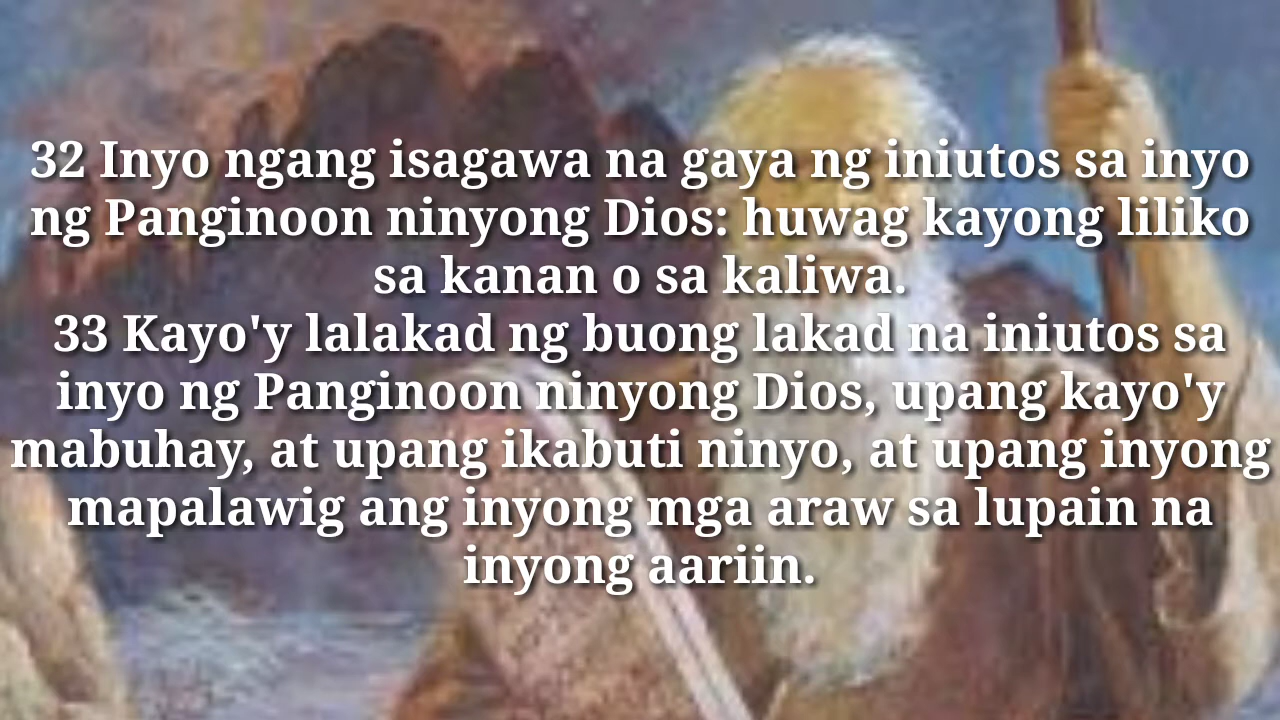 32 Inyo ngang isagawa na gaya ng iniutos sa inyo
ng Panginoon ninyong Dios: huwag kayong liliko
sa kanan o sa kaliwa.
33 Kayo'y lalakad ng buong lakad na iniutos sa
inyo ng Panginoon ninyong Dios, upang kayo'y
mabuhay, at upang ikabuti ninyo, at upang inyong
mapalawig ang inyong mga araw sa lupain na
inyong aariin.